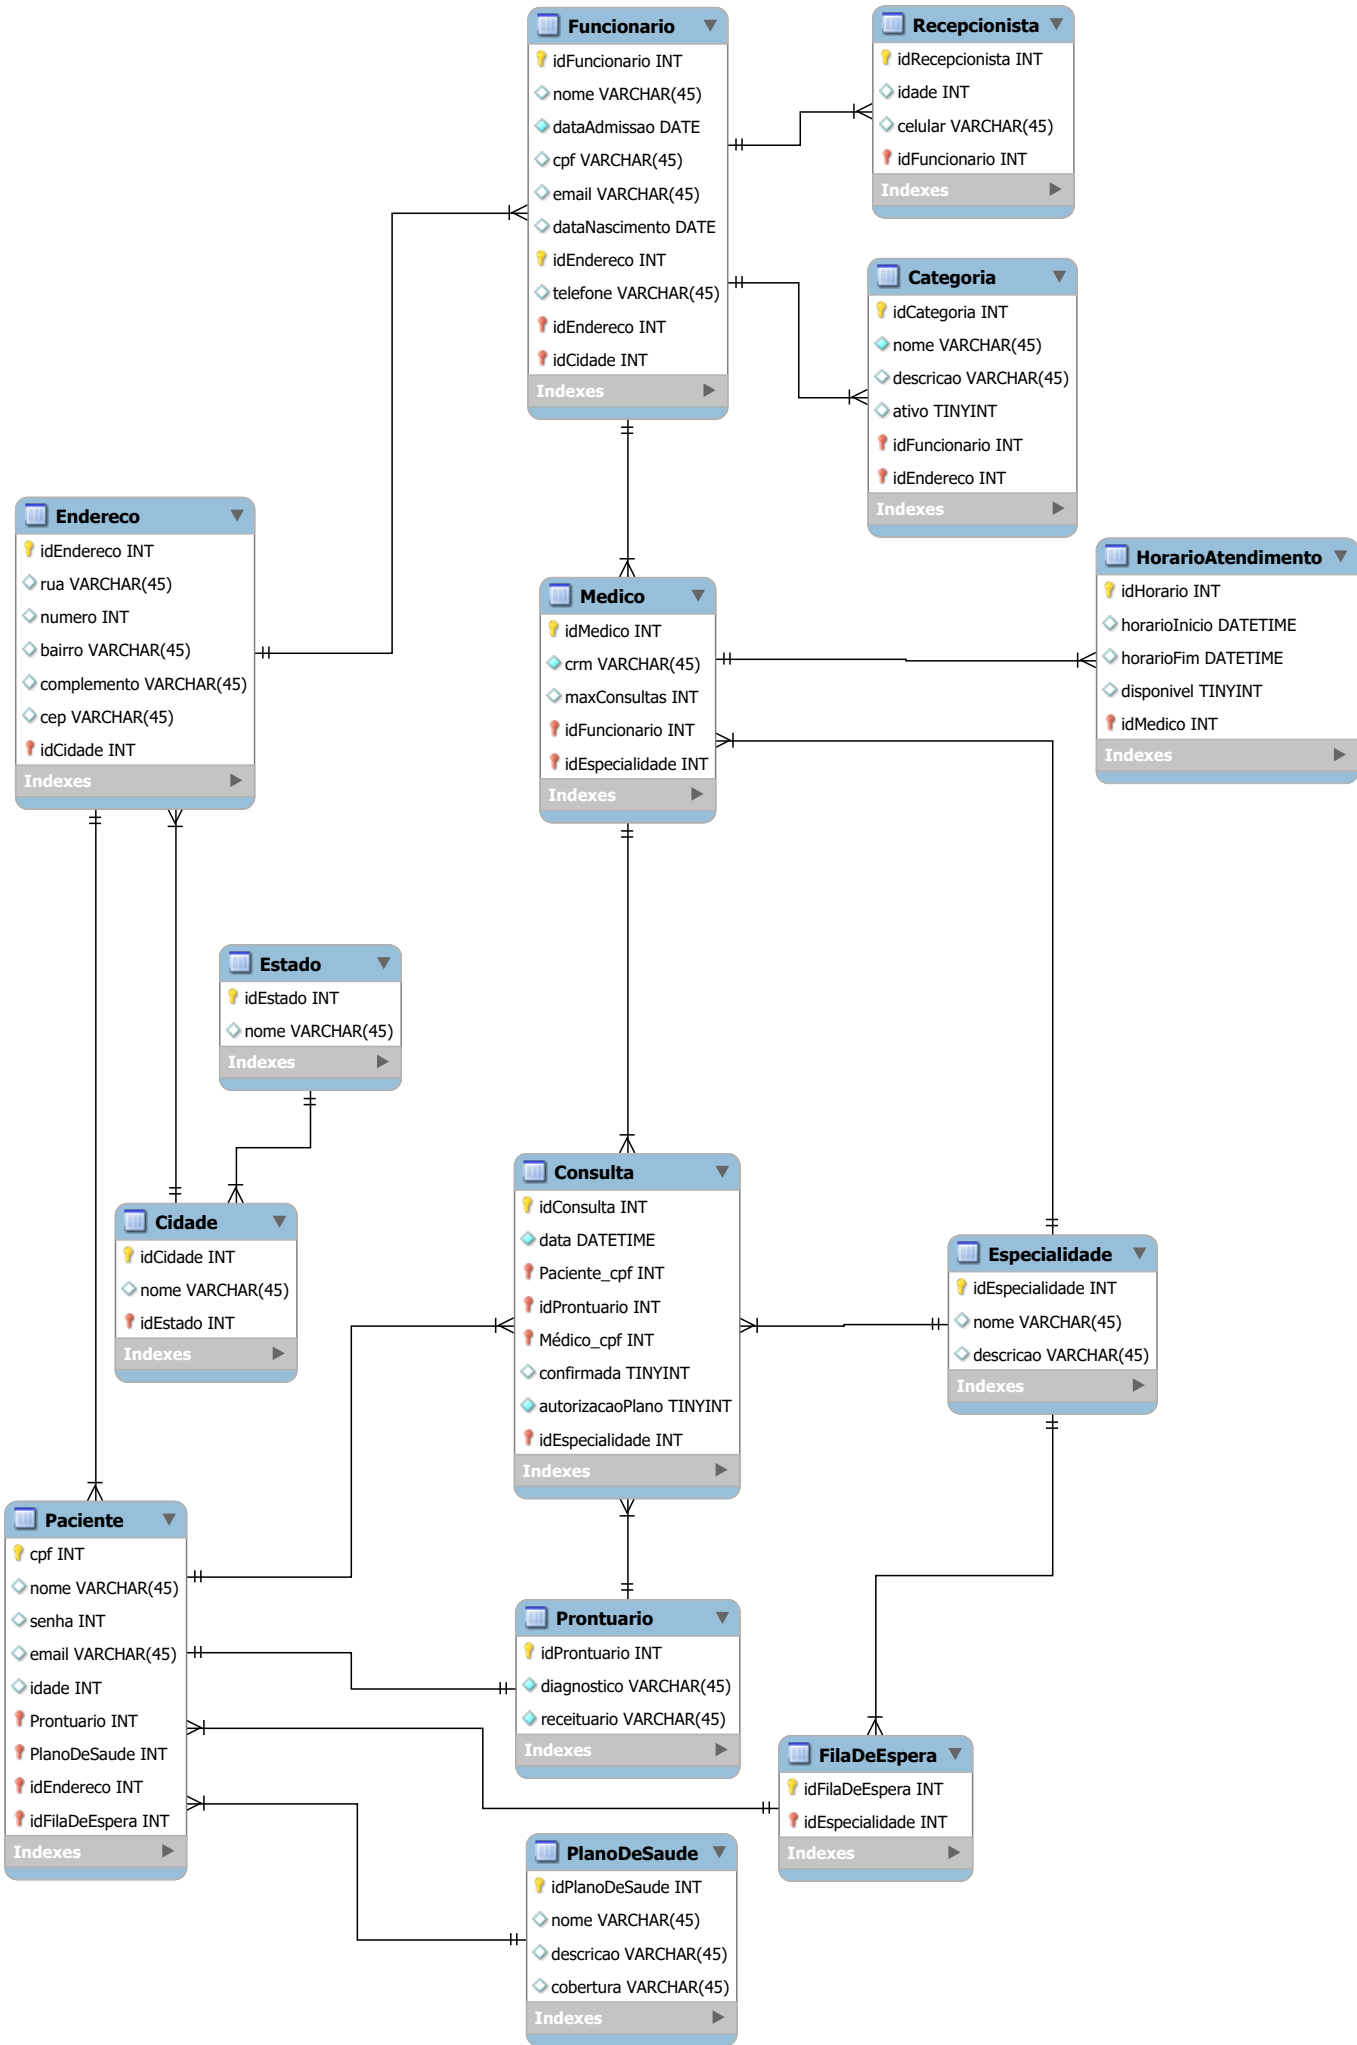 Funcionario
idFuncionario INT
nome VARCHAR(45)
dataAdmissao DATE
cpf VARCHAR(45)
email VARCHAR(45)
dataNascimento DATE
idEndereco INT
telefone VARCHAR(45)
idEndereco INT
idCidade INT
Indexes
Recepcionista
idRecepcionista INT
idade INT
celular VARCHAR(45)
idFuncionario INT
Indexes
Categoria
idCategoria INT
nome VARCHAR(45)
descricao VARCHAR(45)
ativo TINYINT
idFuncionario INT
idEndereco INT
Indexes
Endereco
idEndereco INT
rua VARCHAR(45)
numero INT
bairro VARCHAR(45)
complemento VARCHAR(45)
cep VARCHAR(45)
idCidade INT
Indexes
Medico
idMedico INT
crm VARCHAR(45)
maxConsultas INT
idFuncionario INT
idEspecialidade INT
Indexes
HorarioAtendimento
idHorario INT
horarioInicio DATETIME
horarioFim DATETIME
disponivel TINYINT
idMedico INT
Indexes
Estado
idEstado INT
nome VARCHAR(45)
Indexes
Cidade
idCidade INT
nome VARCHAR(45)
idEstado INT
Indexes
Consulta
idConsulta INT
data DATETIME
Paciente_cpf INT
idProntuario INT
Médico_cpf INT
confirmada TINYINT
autorizacaoPlano TINYINT
idEspecialidade INT
Indexes
Especialidade
idEspecialidade INT
nome VARCHAR(45)
descricao VARCHAR(45)
Indexes
Paciente
cpf INT
nome VARCHAR(45)
senha INT
email VARCHAR(45)
idade INT
Prontuario INT
PlanoDeSaude INT
idEndereco INT
idFilaDeEspera INT
Indexes
Prontuario
idProntuario INT
diagnostico VARCHAR(45)
receituario VARCHAR(45)
Indexes
FilaDeEspera
idFilaDeEspera INT
idEspecialidade INT
Indexes
PlanoDeSaude
idPlanoDeSaude INT
nome VARCHAR(45)
descricao VARCHAR(45)
cobertura VARCHAR(45)
Indexes